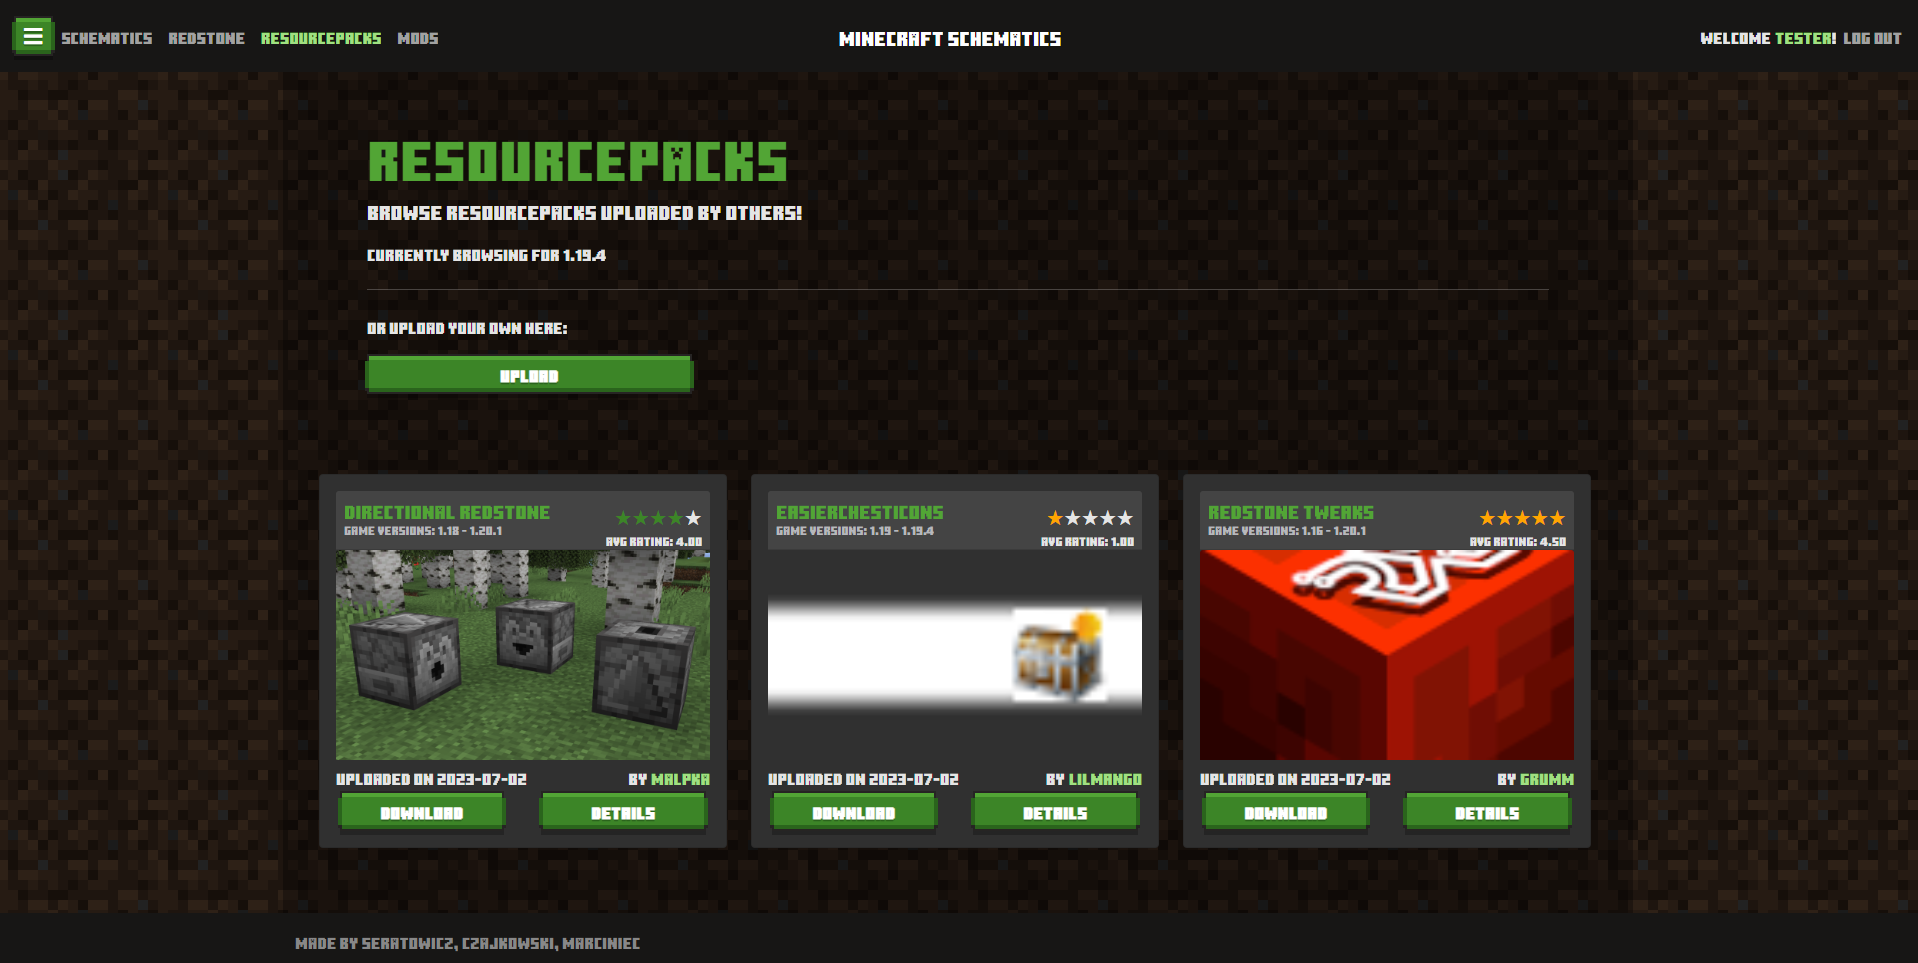 SCHEMATICS REDSTONE RESOURCEPACKS MODS MINECRAFT SCHEMATICS WELCOME TESTER! LOG OUT
RESOURCEPACKS
BROWSE RESOURCEPACKS UPLOADED BY OTHERS!
CURRENTLY BROWSING FOR 1.19.4
OR UPLOAD YOUR OWN HERE:
UPLOAD
DIRECTIONAL REDSTONE
GAME VERSIONS: 1.18 - 1.20.1
AVG RATING: 4.00
UPLOADED ON 2023-07-02 BY MALPKA
DOWNLOAD DETAILS
EASIERCHESTICONS
GAME VERSIONS: 1.19 - 1.19.4
AVG RATING: 1.00
UPLOADED ON 2023-07-02 BY LILMANGO
DOWNLOAD DETAILS
REDSTONE TWEAKS
GAME VERSIONS: 1.16 - 1.20.1
AVG RATING: 4.50
UPLOADED ON 2023-07-02 BY GRUMM
DOWNLOAD DETAILS
MADE BY SERATOWICZ, CZAJKOWSKI, MARCINIEC